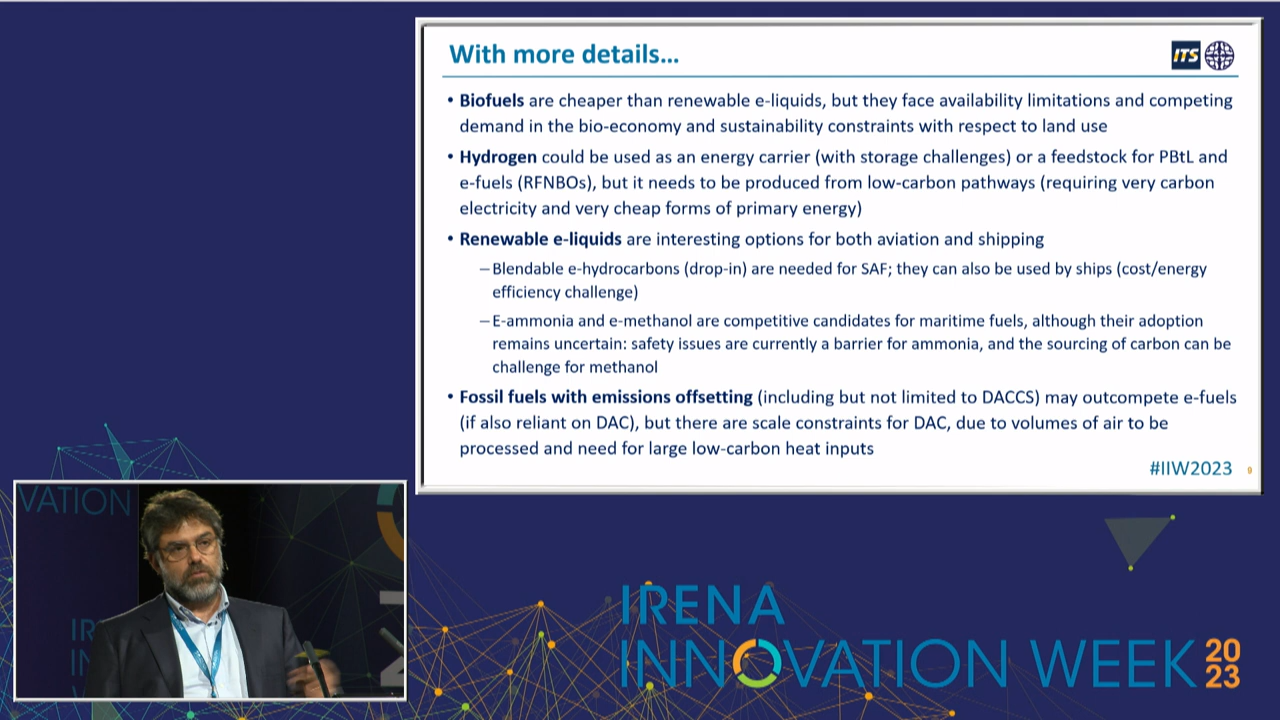 With more details...
ITS
• Biofuels are cheaper than renewable e-liquids, but they face availability limitations and competing
demand in the bio-economy and sustainability constraints with respect to land use
• Hydrogen could be used as an energy carrier (with storage challenges) or a feedstock for PBtL and
e-fuels (RFNBOs), but it needs to be produced from low-carbon pathways (requiring very carbon
electricity and very cheap forms of primary energy)
• Renewable e-liquids are interesting options for both aviation and shipping
– Blendable e-hydrocarbons (drop-in) are needed for SAF; they can also be used by ships (cost/energy
efficiency challenge)
– E-ammonia and e-methanol are competitive candidates for maritime fuels, although their adoption
remains uncertain: safety issues are currently a barrier for ammonia, and the sourcing of carbon can be
challenge for methanol
• Fossil fuels with emissions offsetting (including but not limited to DACCS) may outcompete e-fuels
(if also reliant on DAC), but there are scale constraints for DAC, due to volumes of air to be
processed and need for large low-carbon heat inputs
#IIW2023 9
VATION
IR
IN
IRENA
INNOVATION WEEK 20
23